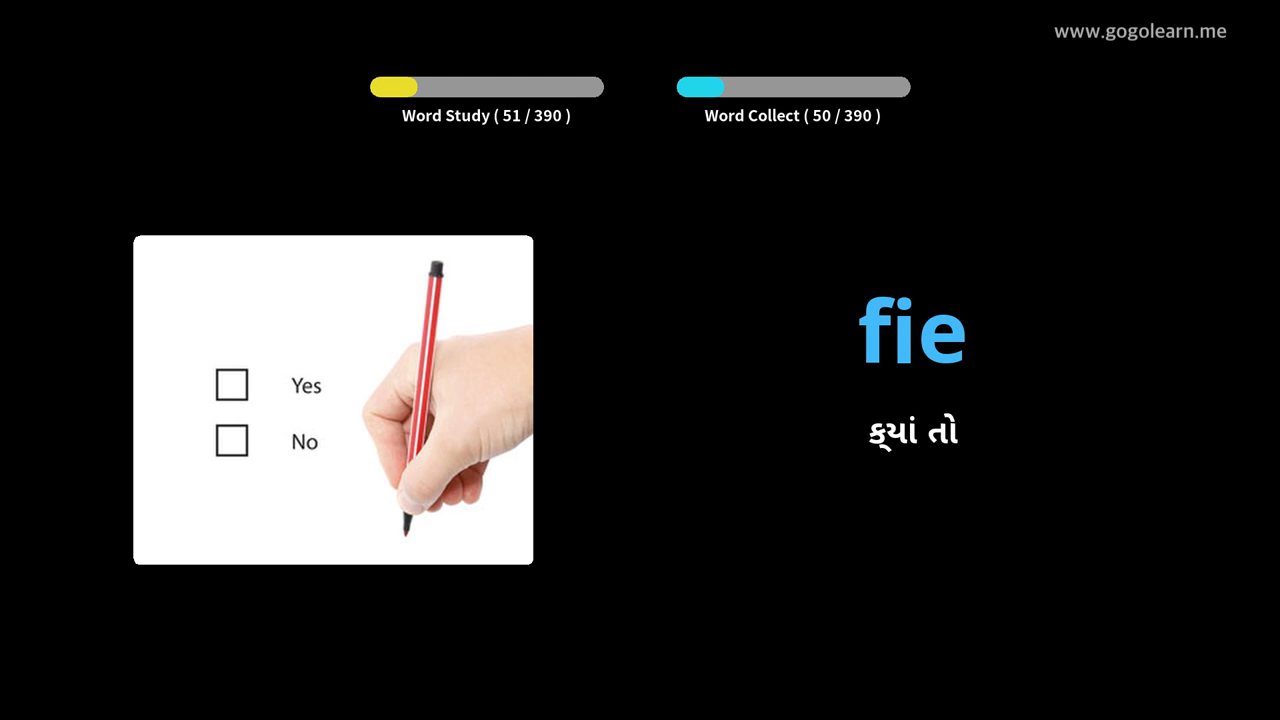 www.gogolearn.me
Word Study ( 51 / 390 )
Word Collect ( 50 / 390 )
Yes
No
fie
ક્યાં તો